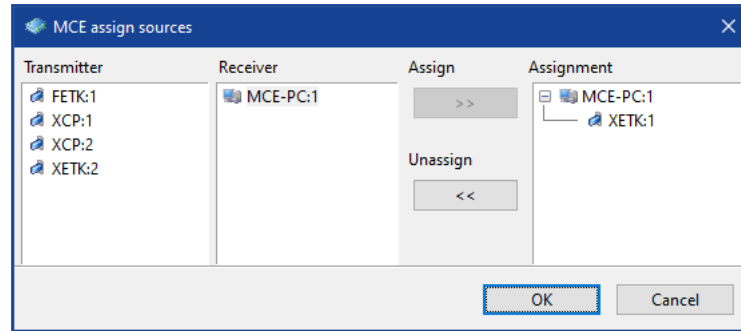 MCE assign sources
Transmitter
FETK:1
XCP:1
XCP:2
XETK:2
Receiver
MCE-PC:1
Assign
>>
Unassign
<<
Assignment
MCE-PC:1
XETK:1
OK
Cancel